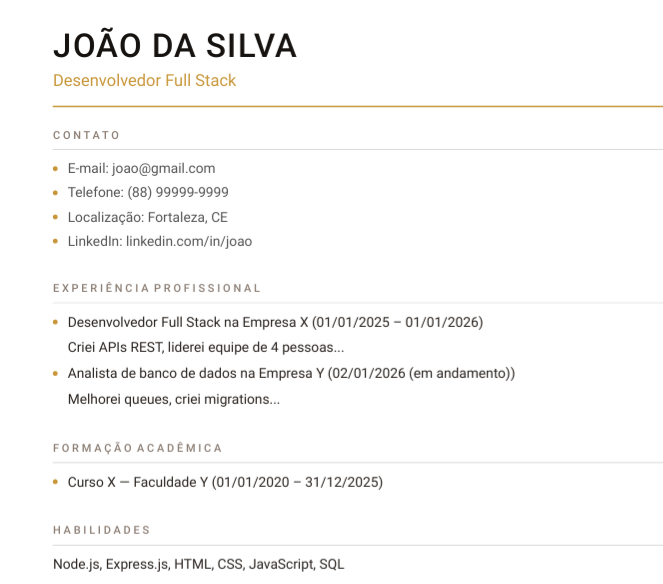 JOÃO DA SILVA
Desenvolvedor Full Stack
CONTATO
E-mail: joao@gmail.com
Telefone: (88) 99999-9999
Localização: Fortaleza, CE
LinkedIn: linkedin.com/in/joao
EXPERIÊNCIA PROFISSIONAL
Desenvolvedor Full Stack na Empresa X (01/01/2025 – 01/01/2026)
Criei APIs REST, liderei equipe de 4 pessoas...
Analista de banco de dados na Empresa Y (02/01/2026 (em andamento))
Melhorei queues, criei migrations...
FORMAÇÃO ACADÊMICA
Curso X — Faculdade Y (01/01/2020 – 31/12/2025)
HABILIDADES
Node.js, Express.js, HTML, CSS, JavaScript, SQL